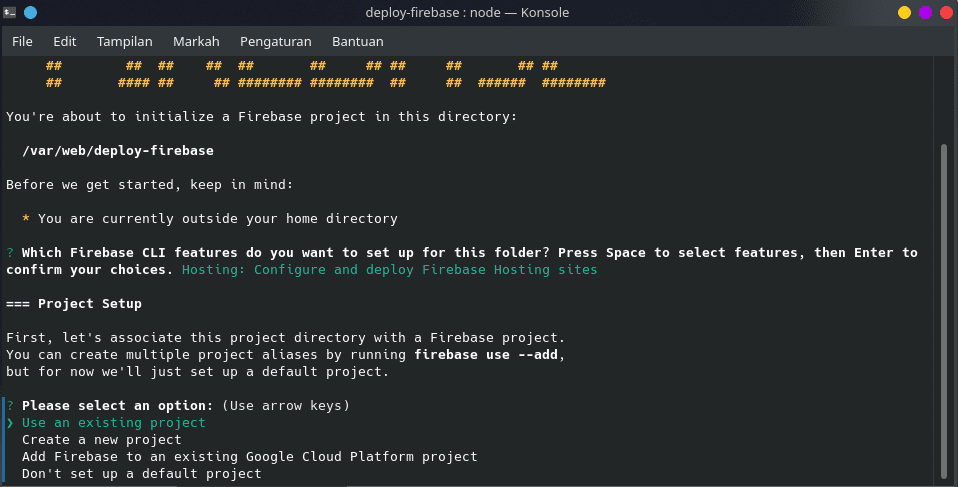 deploy-firebase : node — Konsole
File Edit Tampilan Markah Pengaturan Bantuan
##        ##  ##    ##  ##       ##     ## ##     ##       ## ##
##       #### ##     ## ######## ########  ##     ##  ######  ########
You're about to initialize a Firebase project in this directory:
/var/web/deploy-firebase
Before we get started, keep in mind:
* You are currently outside your home directory
? Which Firebase CLI features do you want to set up for this folder? Press Space to select features, then Enter to
confirm your choices. Hosting: Configure and deploy Firebase Hosting sites
=== Project Setup
First, let's associate this project directory with a Firebase project.
You can create multiple project aliases by running firebase use --add,
but for now we'll just set up a default project.
? Please select an option: (Use arrow keys)
❯ Use an existing project
Create a new project
Add Firebase to an existing Google Cloud Platform project
Don't set up a default project